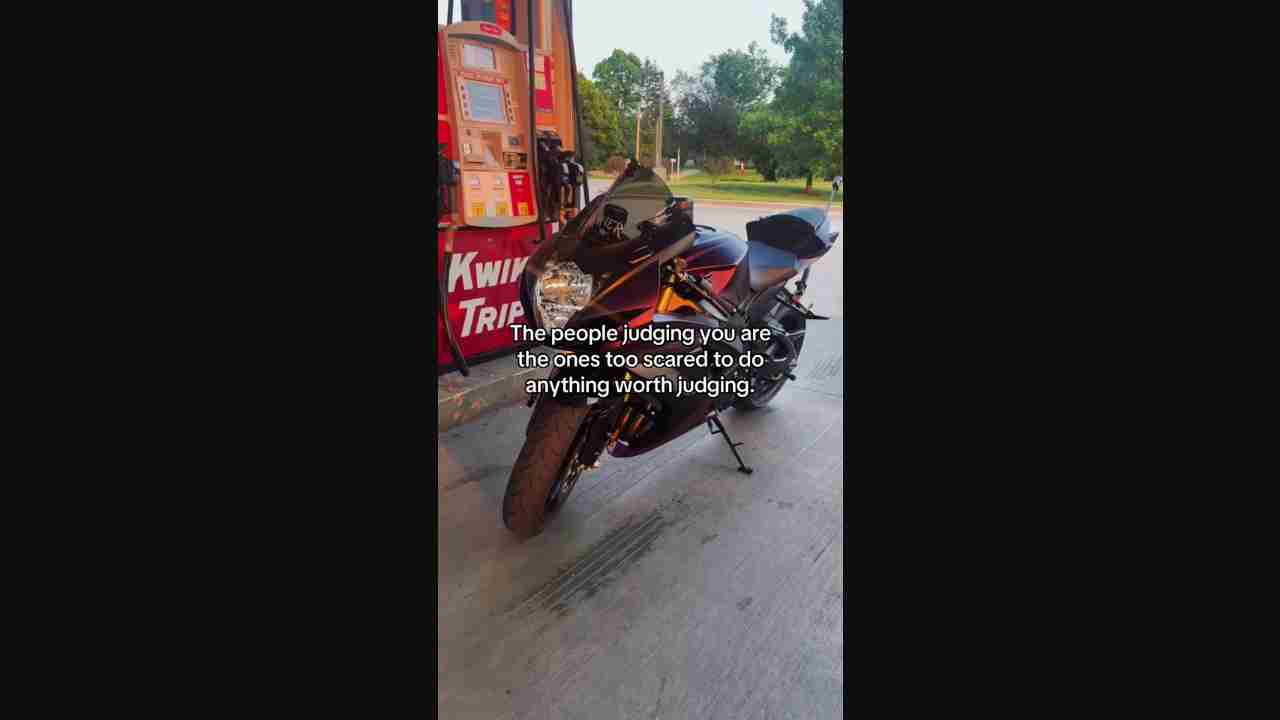 KWIK
TRIP
The people judging you are
the ones too scared to do
anything worth judging.